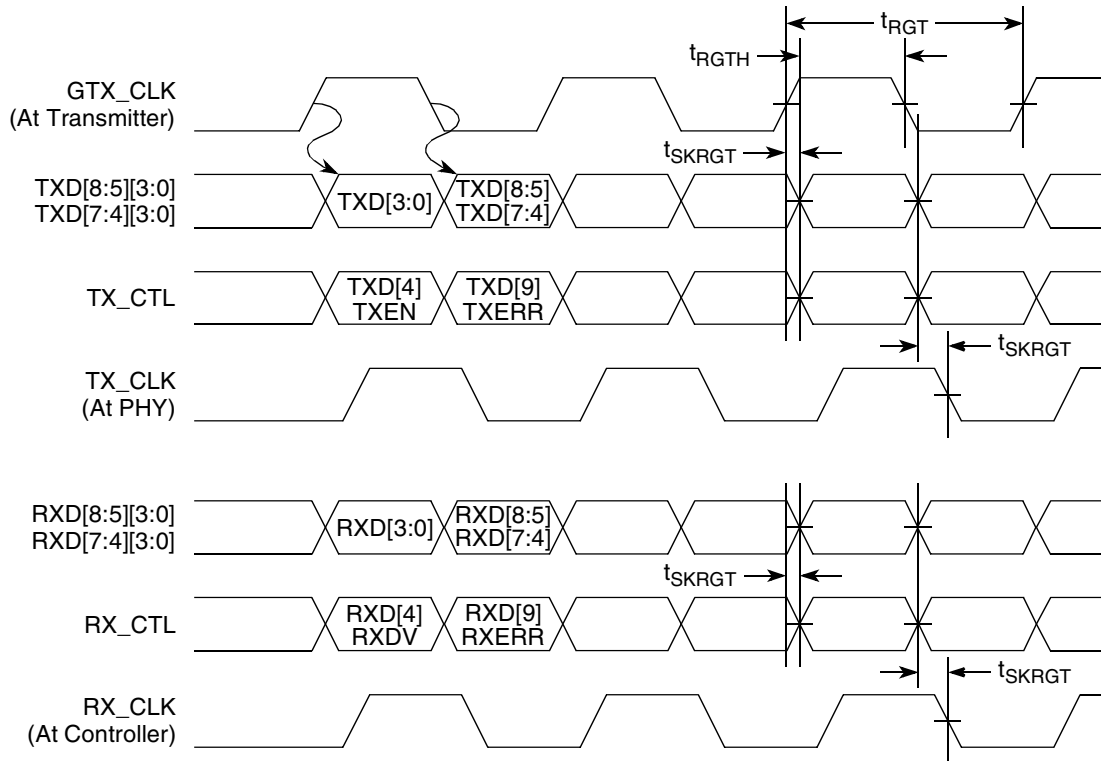 tRGT
tRGTH
GTX_CLK
(At Transmitter)
tSKRGT
TXD[8:5][3:0]
TXD[7:4][3:0]
TXD[3:0]
TXD[8:5]
TXD[7:4]
TX_CTL
TXD[4]
TXEN
TXD[9]
TXERR
tSKRGT
TX_CLK
(At PHY)
RXD[8:5][3:0]
RXD[7:4][3:0]
RXD[3:0]
RXD[8:5]
RXD[7:4]
tSKRGT
RX_CTL
RXD[4]
RXDV
RXD[9]
RXERR
tSKRGT
RX_CLK
(At Controller)